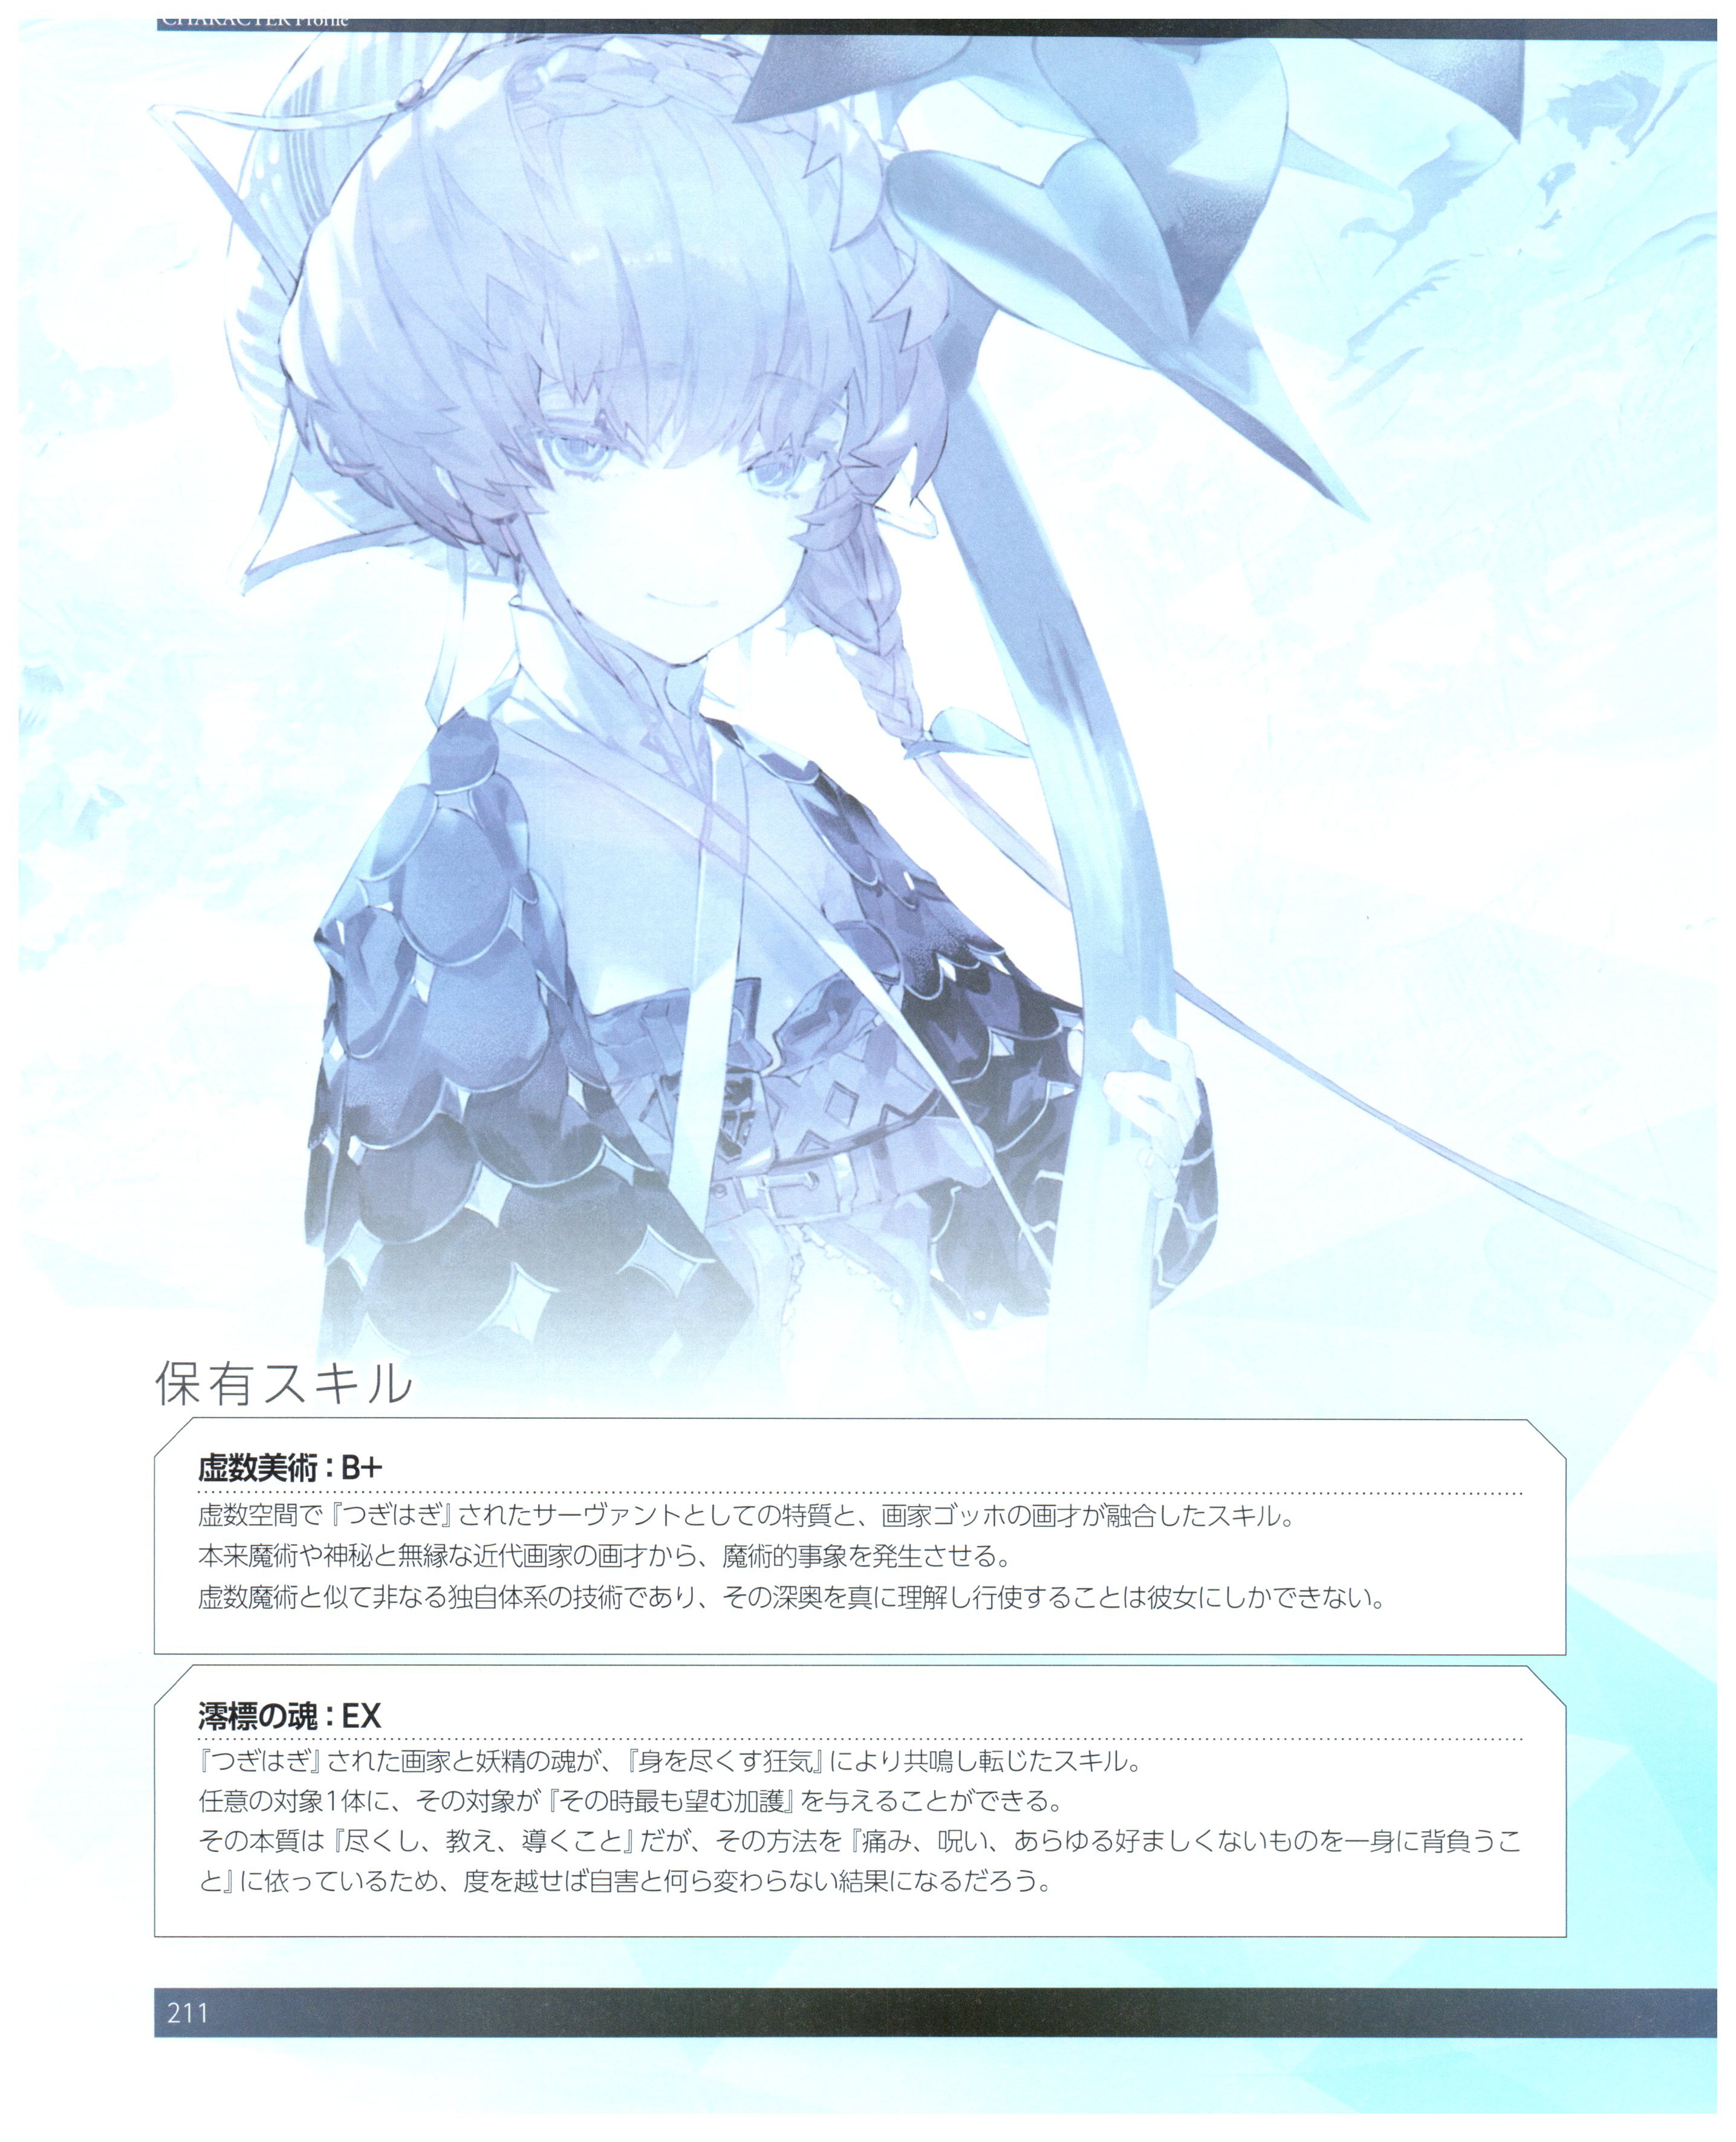 CHARACTER Profile
保有スキル
虚数美術：B+
虚数空間で『つぎはぎ』されたサーヴァントとしての特質と、画家ゴッホの画才が融合したスキル。
本来魔術や神秘と無縁な近代画家の画才から、魔術的事象を発生させる。
虚数魔術と似て非なる独自体系の技術であり、その深奥を真に理解し行使することは彼女にしかできない。
澪標の魂：EX
『つぎはぎ』された画家と妖精の魂が、『身を尽くす狂気』により共鳴し転じたスキル。
任意の対象1体に、その対象が『その時最も望む加護』を与えることができる。
その本質は『尽くし、教え、導くこと』だが、その方法を『痛み、呪い、あらゆる好ましくないものを一身に背負うこ
と』に依っているため、度を越せば自害と何ら変わらない結果になるだろう。
211